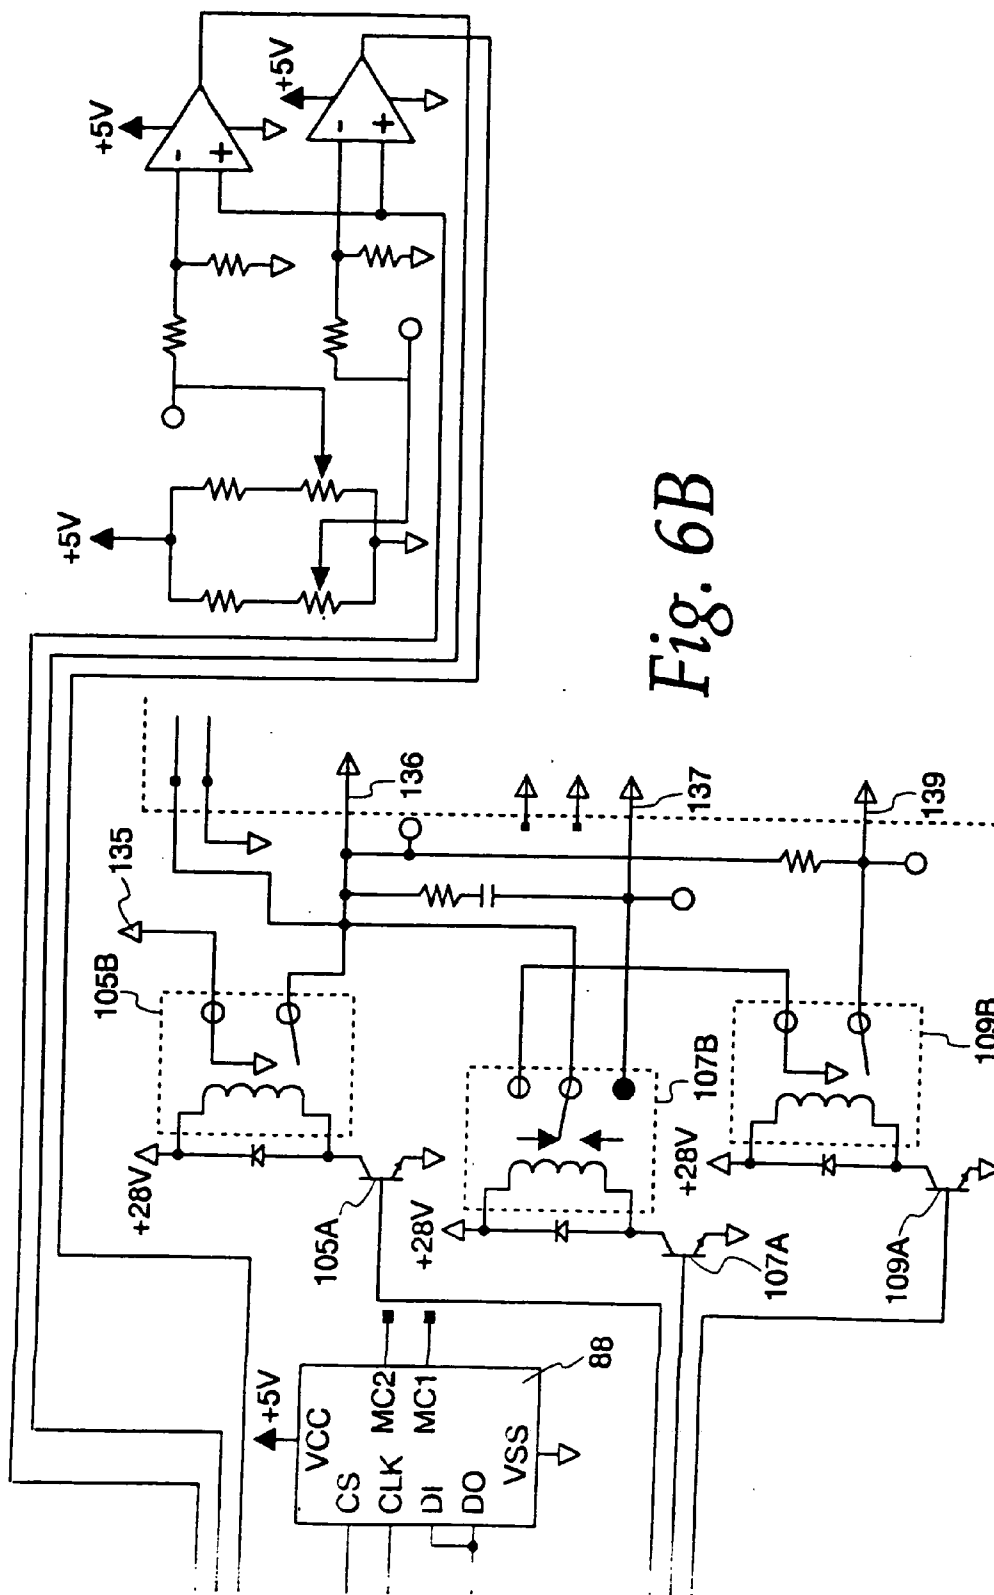 +5V
+5V
-
+
-
+
+5V
Fig. 6B
135
136
137
139
105B
107B
109B
+28V
+28V
+28V
105A
107A
109A
+5V
VCC
CS
CLK
DI
DO
MC2
MC1
VSS
88